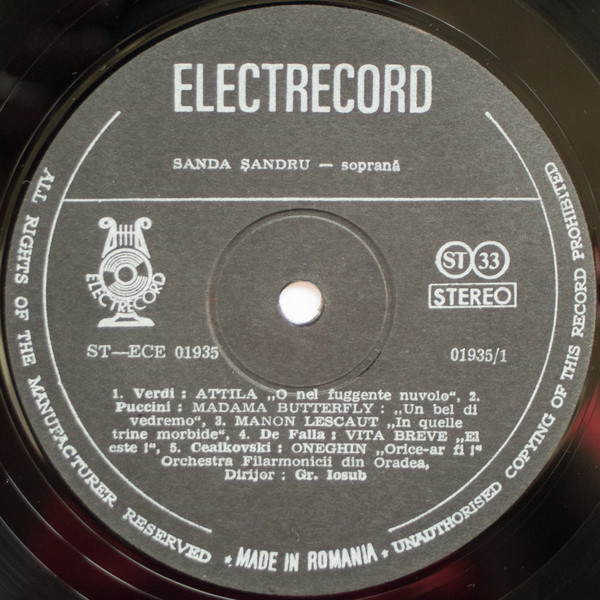 ELECTRECORD
SANDA ȘANDRU — soprană
ELECTRECORD
ST 33
STEREO
ST—ECE 01935
01935/1
1. Verdi : ATTILA „O nel fuggente nuvolo“, 2.
Puccini : MADAMA BUTTERFLY : „Un bel di
vedremo“, 3. MANON LESCAUT „In quelle
trine morbide“, 4. De Falla : VITA BREVE „El
este !“, 5. Ceaikovski : ONEGHIN „Orice-ar fi !“
Orchestra Filarmonicii din Oradea,
Dirijor : Gr. Iosub
ALL RIGHTS OF THE MANUFACTURER RESERVED * MADE IN ROMANIA * UNAUTHORISED COPYING OF THIS RECORD PROHIBITED